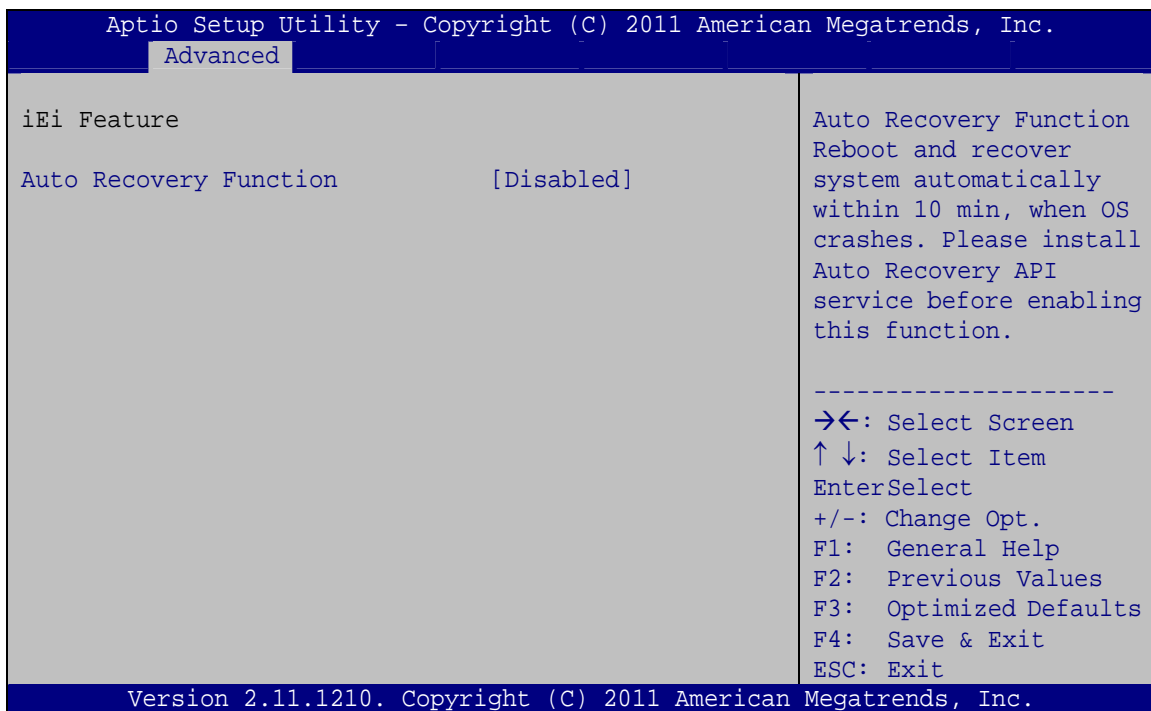 Aptio Setup Utility – Copyright (C) 2011 American Megatrends, Inc.
Advanced
iEi Feature
Auto Recovery Function [Disabled]
Auto Recovery Function
Reboot and recover
system automatically
within 10 min, when OS
crashes. Please install
Auto Recovery API
service before enabling
this function.
---------------------
→←: Select Screen
↑ ↓: Select Item
EnterSelect
+/-: Change Opt.
F1: General Help
F2: Previous Values
F3: Optimized Defaults
F4: Save & Exit
ESC: Exit
Version 2.11.1210. Copyright (C) 2011 American Megatrends, Inc.